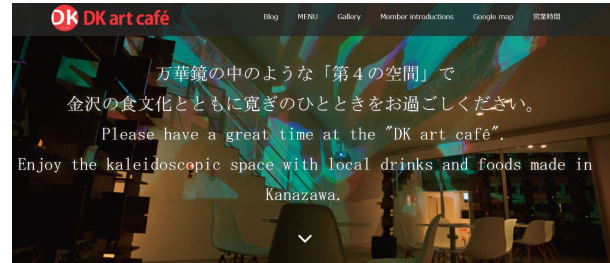 DK DK art café
Blog MENU Gallery Member introductions Google map 営業時間
万華鏡の中のような「第４の空間」で
金沢の食文化とともに寛ぎのひとときをお過ごしください。
Please have a great time at the "DK art café".
Enjoy the kaleidoscopic space with local drinks and foods made in
Kanazawa.